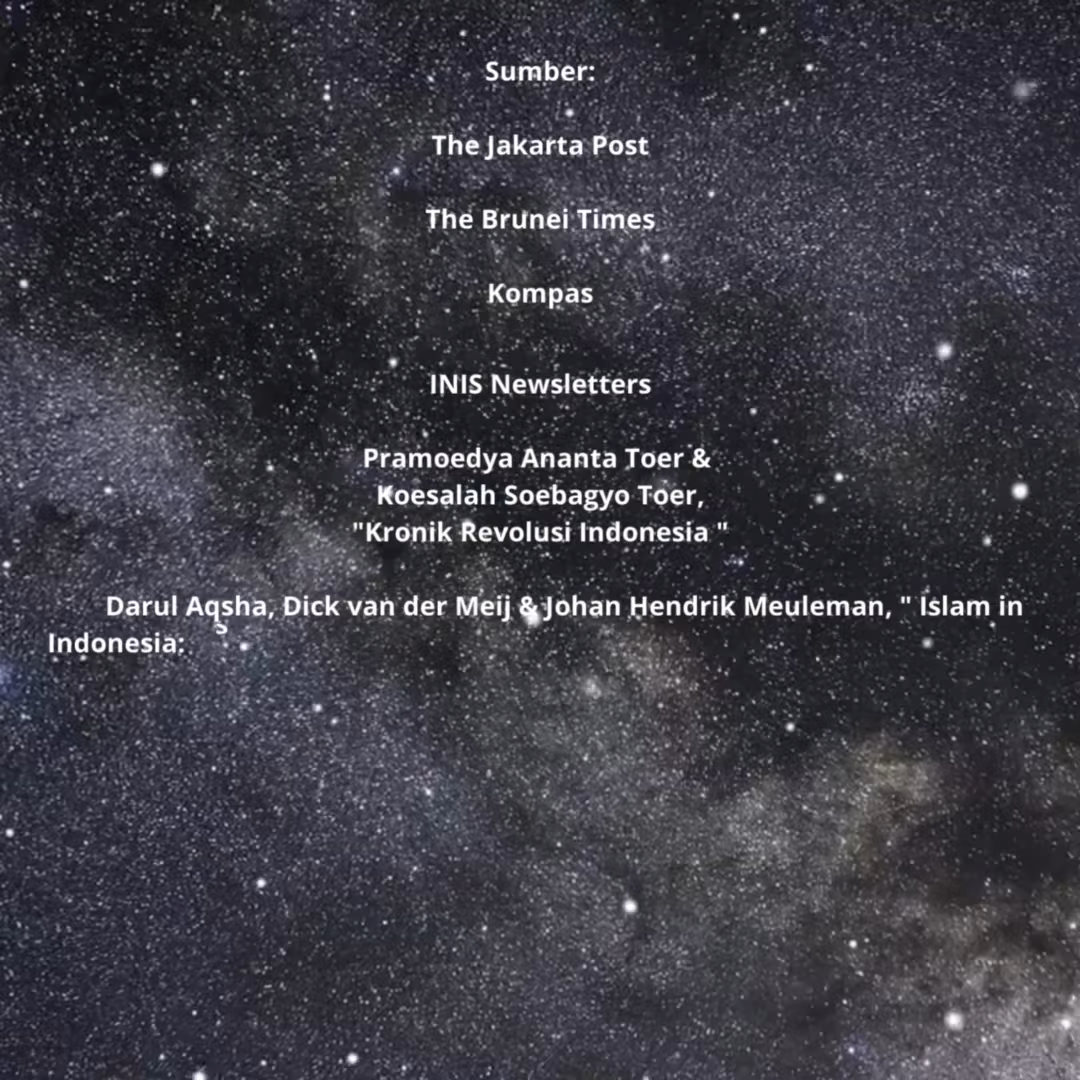 Sumber:
The Jakarta Post
The Brunei Times
Kompas
INIS Newsletters
Pramoedya Ananta Toer &
Koesalah Soebagyo Toer,
"Kronik Revolusi Indonesia "
Darul Aqsha, Dick van der Meij & Johan Hendrik Meuleman, " Islam in
Indonesia: s